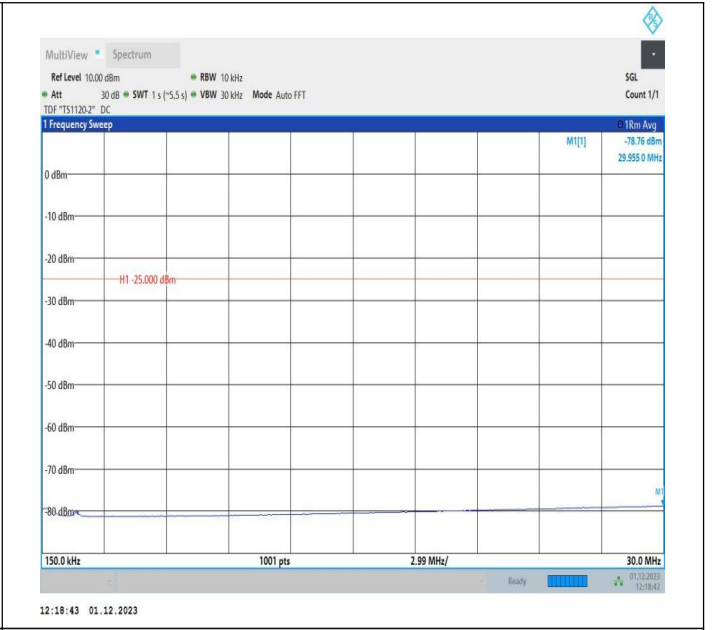 MultiView Spectrum
Ref Level 10.00 dBm RBW 10 kHz SGL
Att 30 dB SWT 1 s (~5.5 s) VBW 30 kHz Mode Auto FFT Count 1/1
TDF "TS1120-2" DC
1 Frequency Sweep 1Rm Avg
M1[1] -78.76 dBm
29.955 0 MHz
0 dBm
-10 dBm
-20 dBm
H1 -25.000 dBm
-30 dBm
-40 dBm
-50 dBm
-60 dBm
-70 dBm
M1
-80 dBm
150.0 kHz 1001 pts 2.99 MHz/ 30.0 MHz
Ready 01.12.2023
12:18:42
12:18:43 01.12.2023